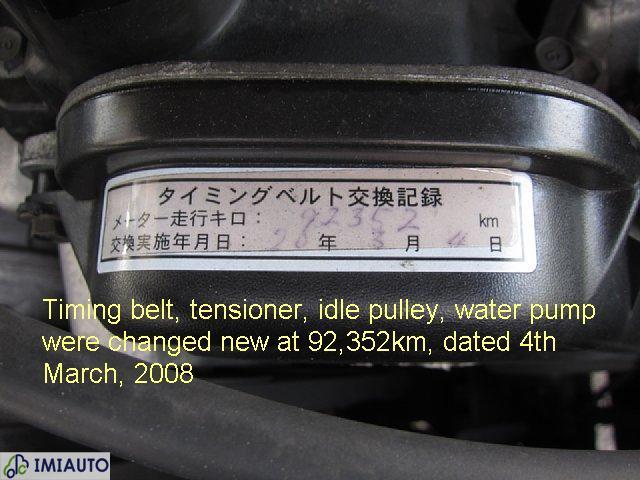 タイミングベルト交換記録
メーター走行キロ: 92352 km
交換実施年月日: 20 年 3 月 4 日
Timing belt, tensioner, idle pulley, water pump
were changed new at 92,352km, dated 4th
March, 2008
IMIAUTO